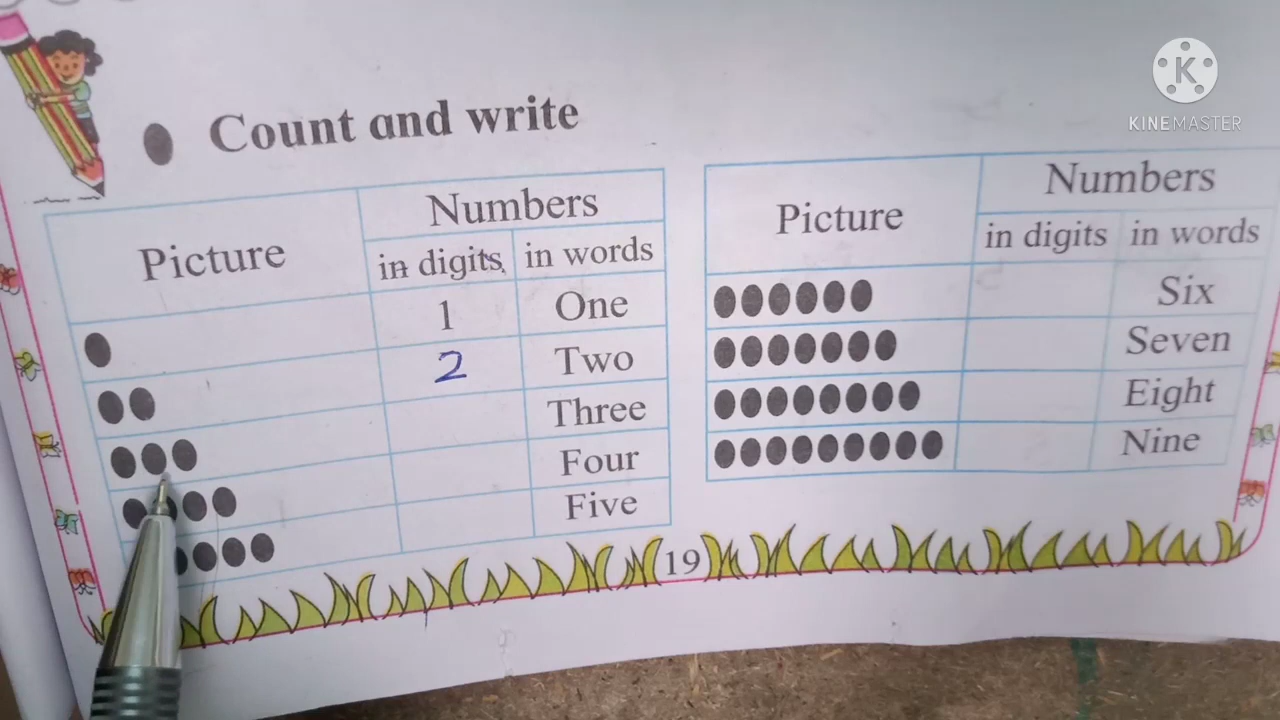 K
KINEMASTER
Count and write
Picture
Numbers
in digits
in words
1
One
2
Two
Three
Four
Five
Picture
Numbers
in digits
in words
Six
Seven
Eight
Nine
19